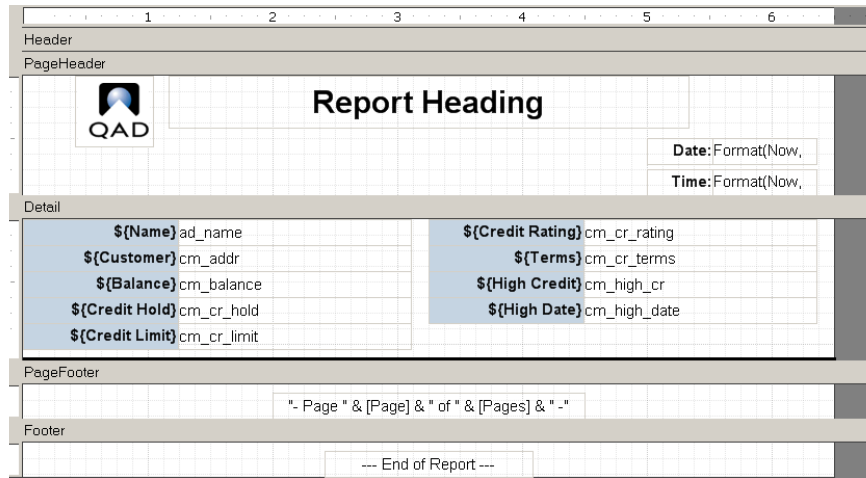 1 2 3 4 5 6
Header
PageHeader
QAD
Report Heading
Date: Format(Now,
Time: Format(Now,
Detail
${Name} ad_name ${Credit Rating} cm_cr_rating
${Customer} cm_addr ${Terms} cm_cr_terms
${Balance} cm_balance ${High Credit} cm_high_cr
${Credit Hold} cm_cr_hold ${High Date} cm_high_date
${Credit Limit} cm_cr_limit
PageFooter
"- Page " & [Page] & " of " & [Pages] & " -"
Footer
--- End of Report ---